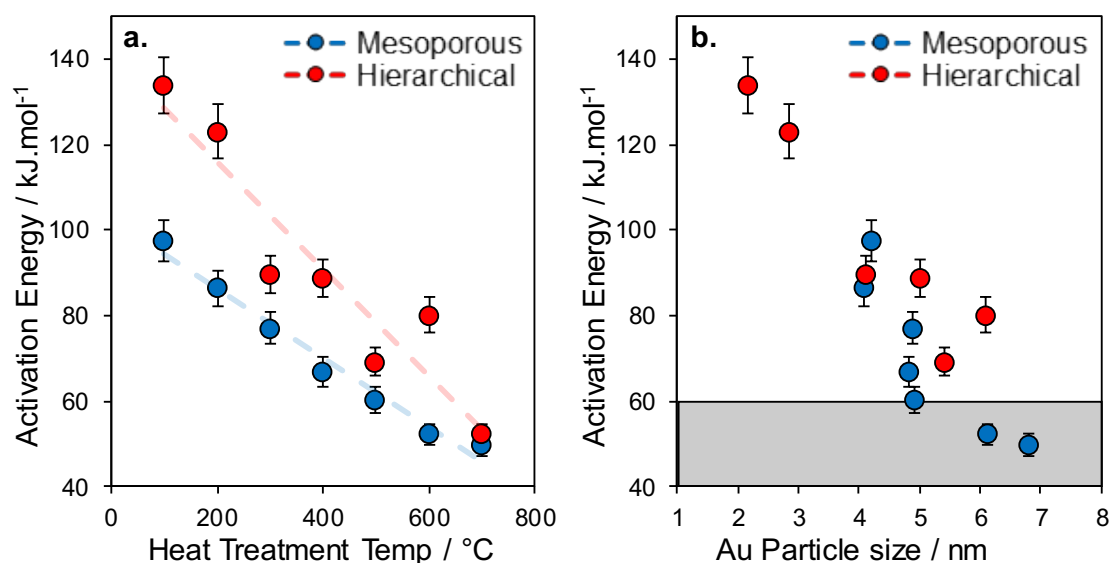 a.
Mesoporous
Hierarchical
Activation Energy / kJ.mol⁻¹
140
120
100
80
60
40
0 200 400 600 800
Heat Treatment Temp / °C
b.
Mesoporous
Hierarchical
Activation Energy / kJ.mol⁻¹
140
120
100
80
60
40
1 2 3 4 5 6 7 8
Au Particle size / nm